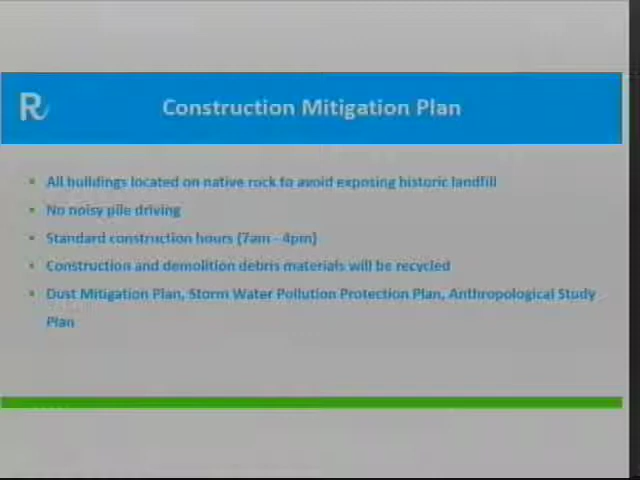 R
Construction Mitigation Plan
All buildings located on native rock to avoid exposing historic landfill
No noisy pile driving
Standard construction hours (7am - 4pm)
Construction and demolition debris materials will be recycled
Dust Mitigation Plan, Storm Water Pollution Protection Plan, Anthropological Study
Plan